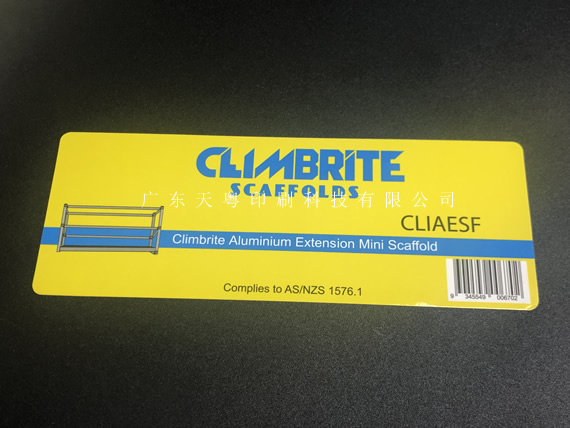 CLIMBRITE
SCAFFOLDS
广东天粤印刷科技有限公司
CLIAESF
Climbrite Aluminium Extension Mini Scaffold
9 345549 006702
Complies to AS/NZS 1576.1